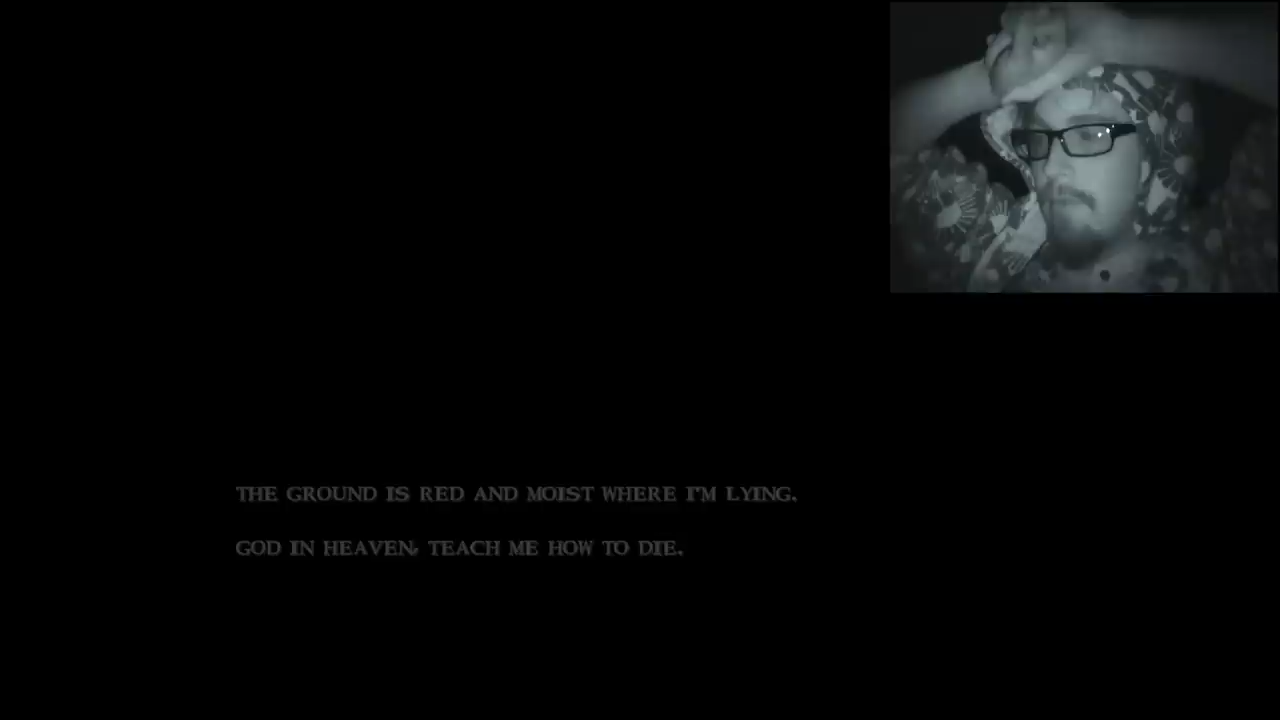 THE GROUND IS RED AND MOIST WHERE I'M LYING.
GOD IN HEAVEN, TEACH ME HOW TO DIE.